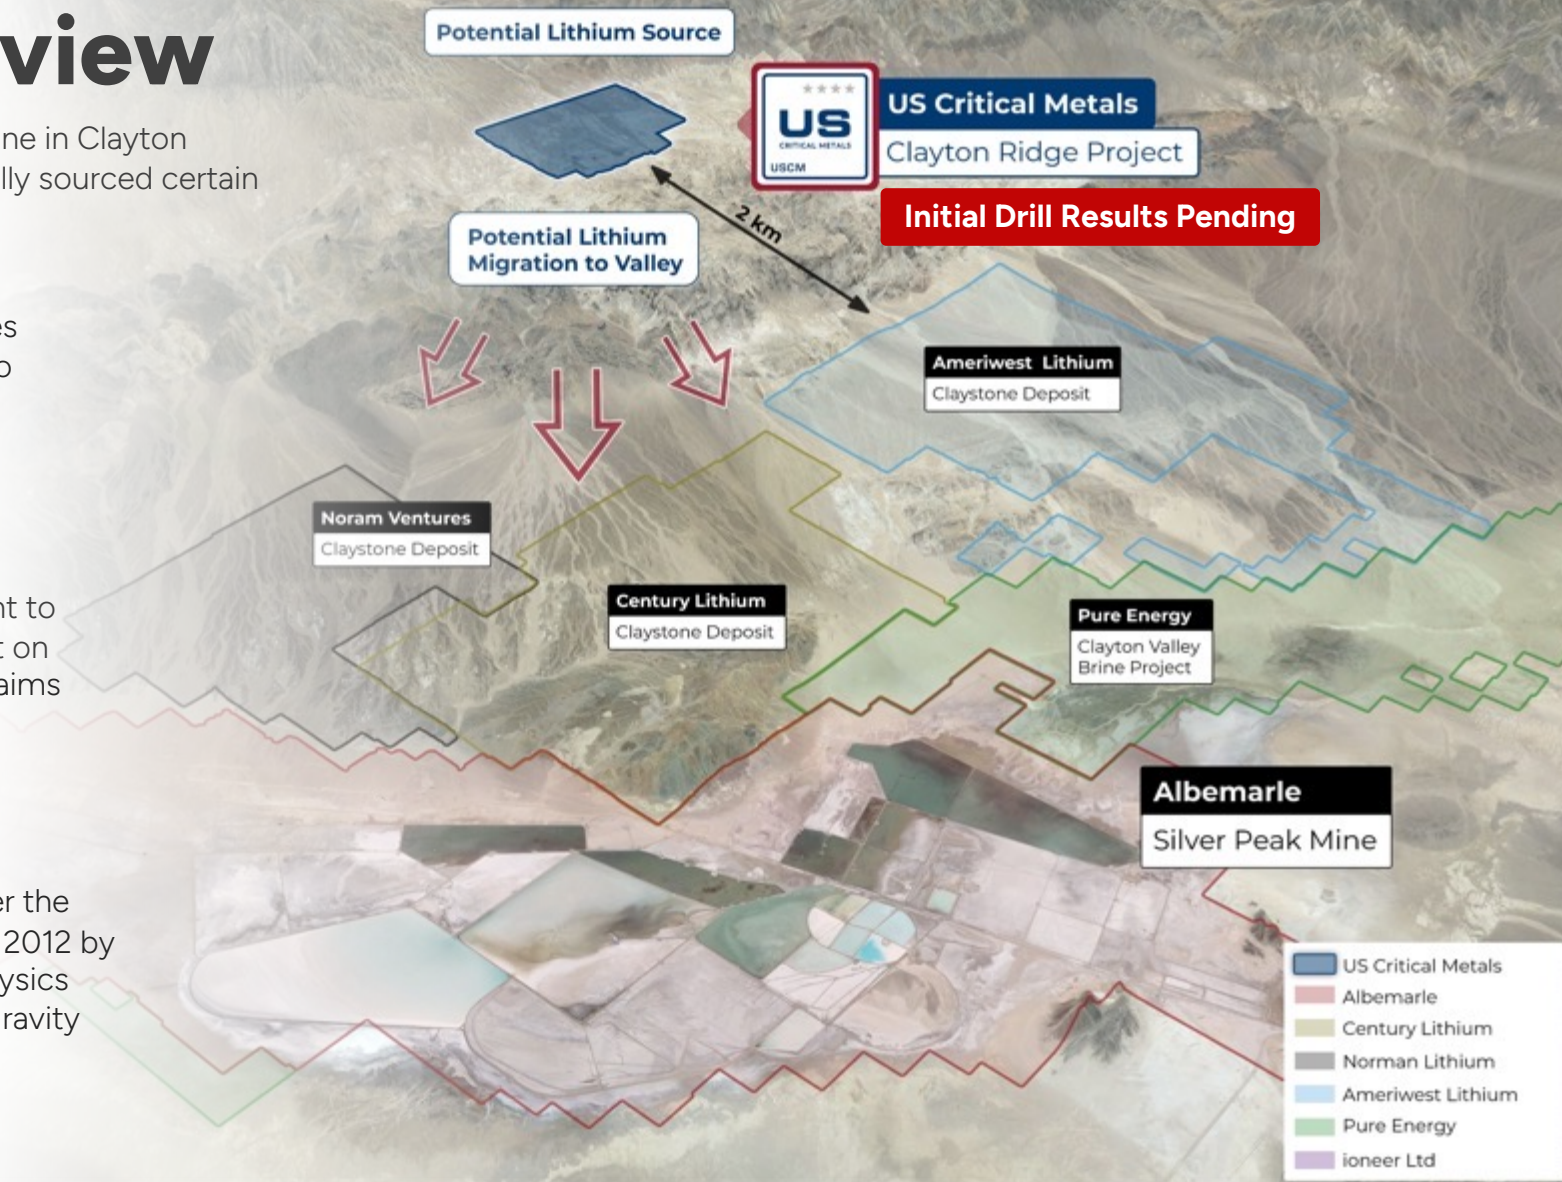 view
ne in Clayton
lly sourced certain
es
o
nt to
t on
aims
er the
2012 by
ysics
ravity
Potential Lithium Source
US
CRITICAL METALS
USCM
US Critical Metals
Clayton Ridge Project
Initial Drill Results Pending
2 km
Potential Lithium
Migration to Valley
Ameriwest Lithium
Claystone Deposit
Noram Ventures
Claystone Deposit
Century Lithium
Claystone Deposit
Pure Energy
Clayton Valley
Brine Project
Albemarle
Silver Peak Mine
US Critical Metals
Albemarle
Century Lithium
Norman Lithium
Ameriwest Lithium
Pure Energy
ioneer Ltd